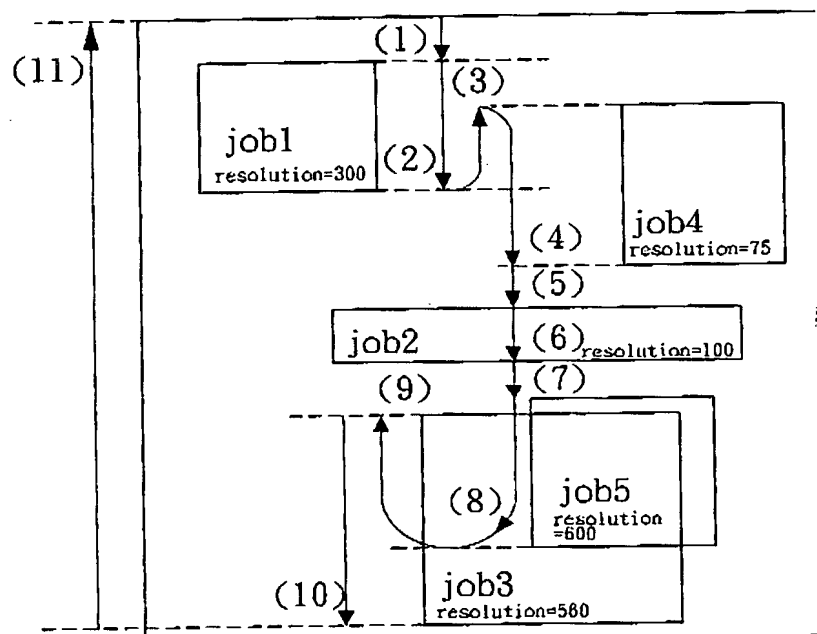 (1)
(11)
(3)
job1
resolution=300
(2)
job4
resolution=75
(4)
(5)
job2
(6)
resolution=100
(7)
(9)
(8)
job5
resolution
=600
(10)
job3
resolution=560